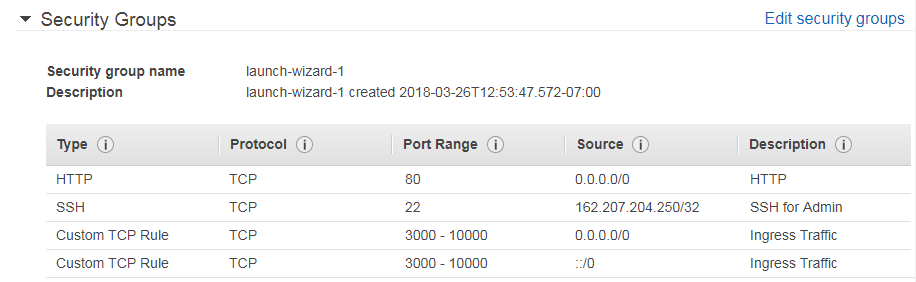 Security Groups Edit security groups
Security group name launch-wizard-1
Description launch-wizard-1 created 2018-03-26T12:53:47.572-07:00
Type i Protocol i Port Range i Source i Description i
HTTP TCP 80 0.0.0.0/0 HTTP
SSH TCP 22 162.207.204.250/32 SSH for Admin
Custom TCP Rule TCP 3000 - 10000 0.0.0.0/0 Ingress Traffic
Custom TCP Rule TCP 3000 - 10000 ::/0 Ingress Traffic